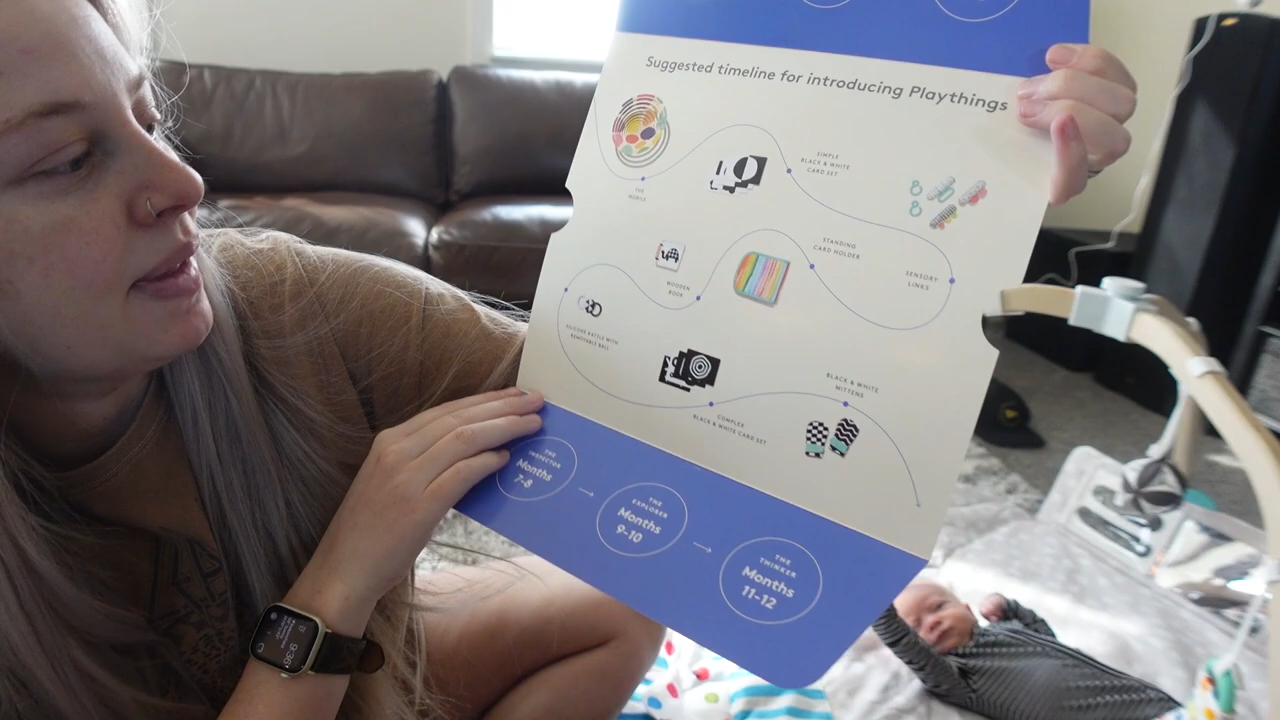 Suggested timeline for introducing Playthings
THE
MOBILE
SIMPLE
BLACK & WHITE
CARD SET
SENSORY
LINKS
STANDING
CARD HOLDER
WOODEN
BOOK
SILICONE RATTLE WITH
REMOVABLE BALL
COMPLEX
BLACK & WHITE CARD SET
BLACK & WHITE
MITTENS
THE
INSPECTOR
Months
7-8
THE
EXPLORER
Months
9-10
THE
THINKER
Months
11-12
9:36